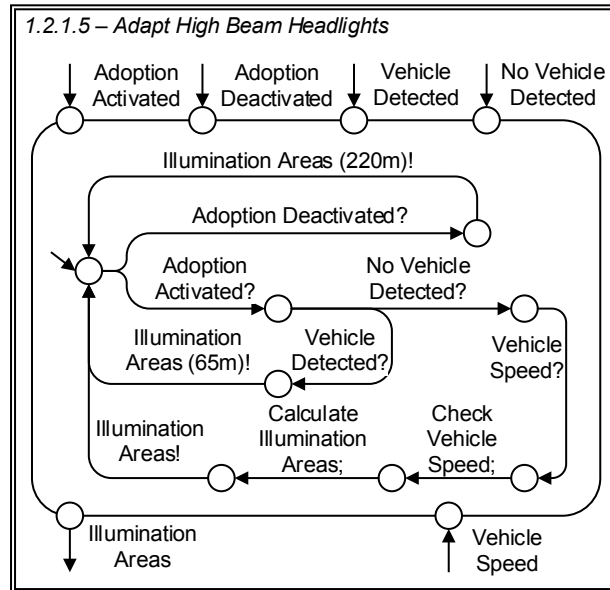 1.2.1.5 – Adapt High Beam Headlights
Adoption
Activated
Adoption
Deactivated
Vehicle
Detected
No Vehicle
Detected
Illumination Areas (220m)!
Adoption Deactivated?
Adoption
Activated?
No Vehicle
Detected?
Illumination
Areas (65m)!
Vehicle
Detected?
Vehicle
Speed?
Illumination
Areas!
Calculate
Illumination
Areas;
Check
Vehicle
Speed;
Illumination
Areas
Vehicle
Speed